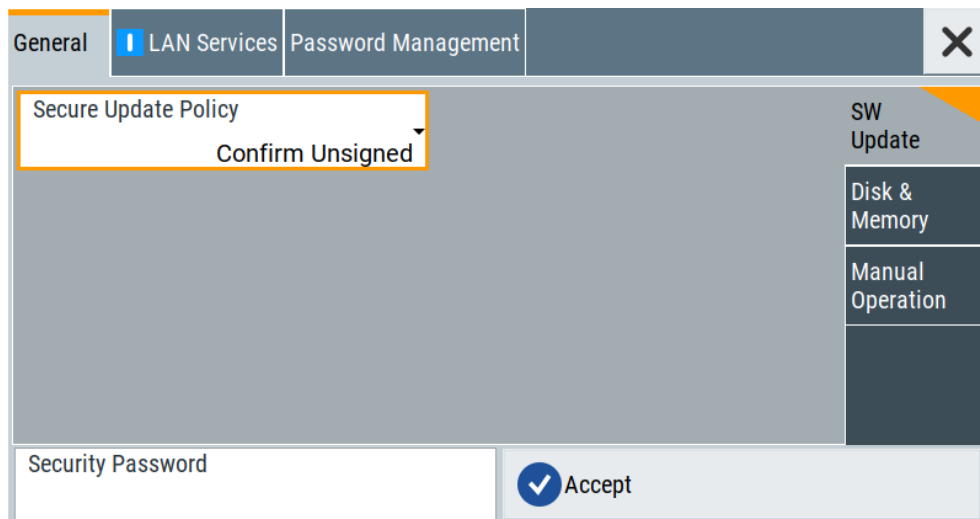 General
LAN Services
Password Management
Secure Update Policy
Confirm Unsigned
SW
Update
Disk &
Memory
Manual
Operation
Security Password
Accept